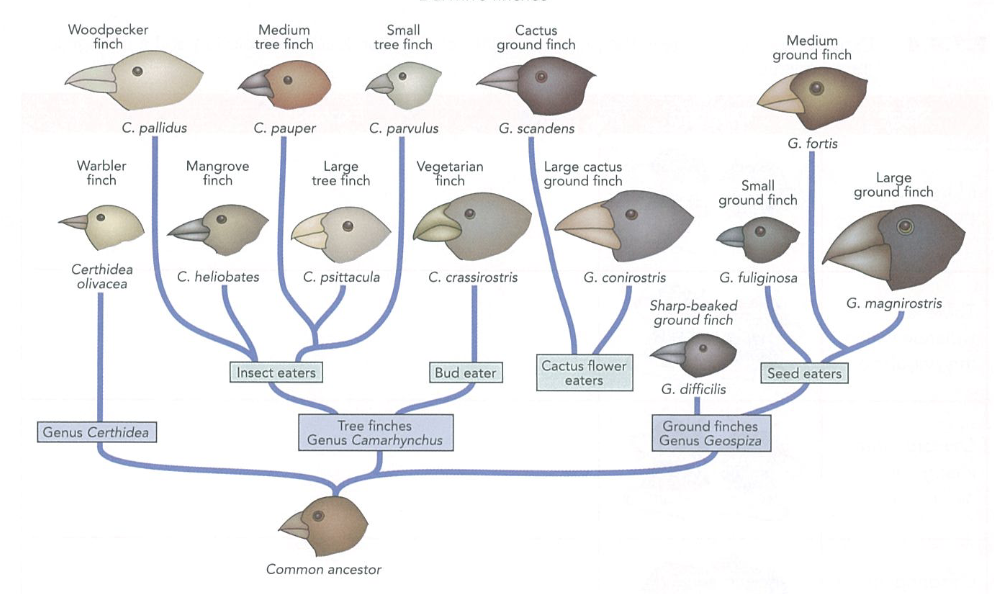 Woodpecker
finch
Medium
tree finch
Small
tree finch
Cactus
ground finch
Medium
ground finch
C. pallidus
C. pauper
C. parvulus
G. scandens
G. fortis
Warbler
finch
Mangrove
finch
Large
tree finch
Vegetarian
finch
Large cactus
ground finch
Small
ground finch
Large
ground finch
Certhidea
olivacea
C. heliobates
C. psittacula
C. crassirostris
G. conirostris
G. fuliginosa
G. magnirostris
Sharp-beaked
ground finch
G. difficilis
Insect eaters
Bud eater
Cactus flower
eaters
Seed eaters
Genus Certhidea
Tree finches
Genus Camarhynchus
Ground finches
Genus Geospiza
Common ancestor